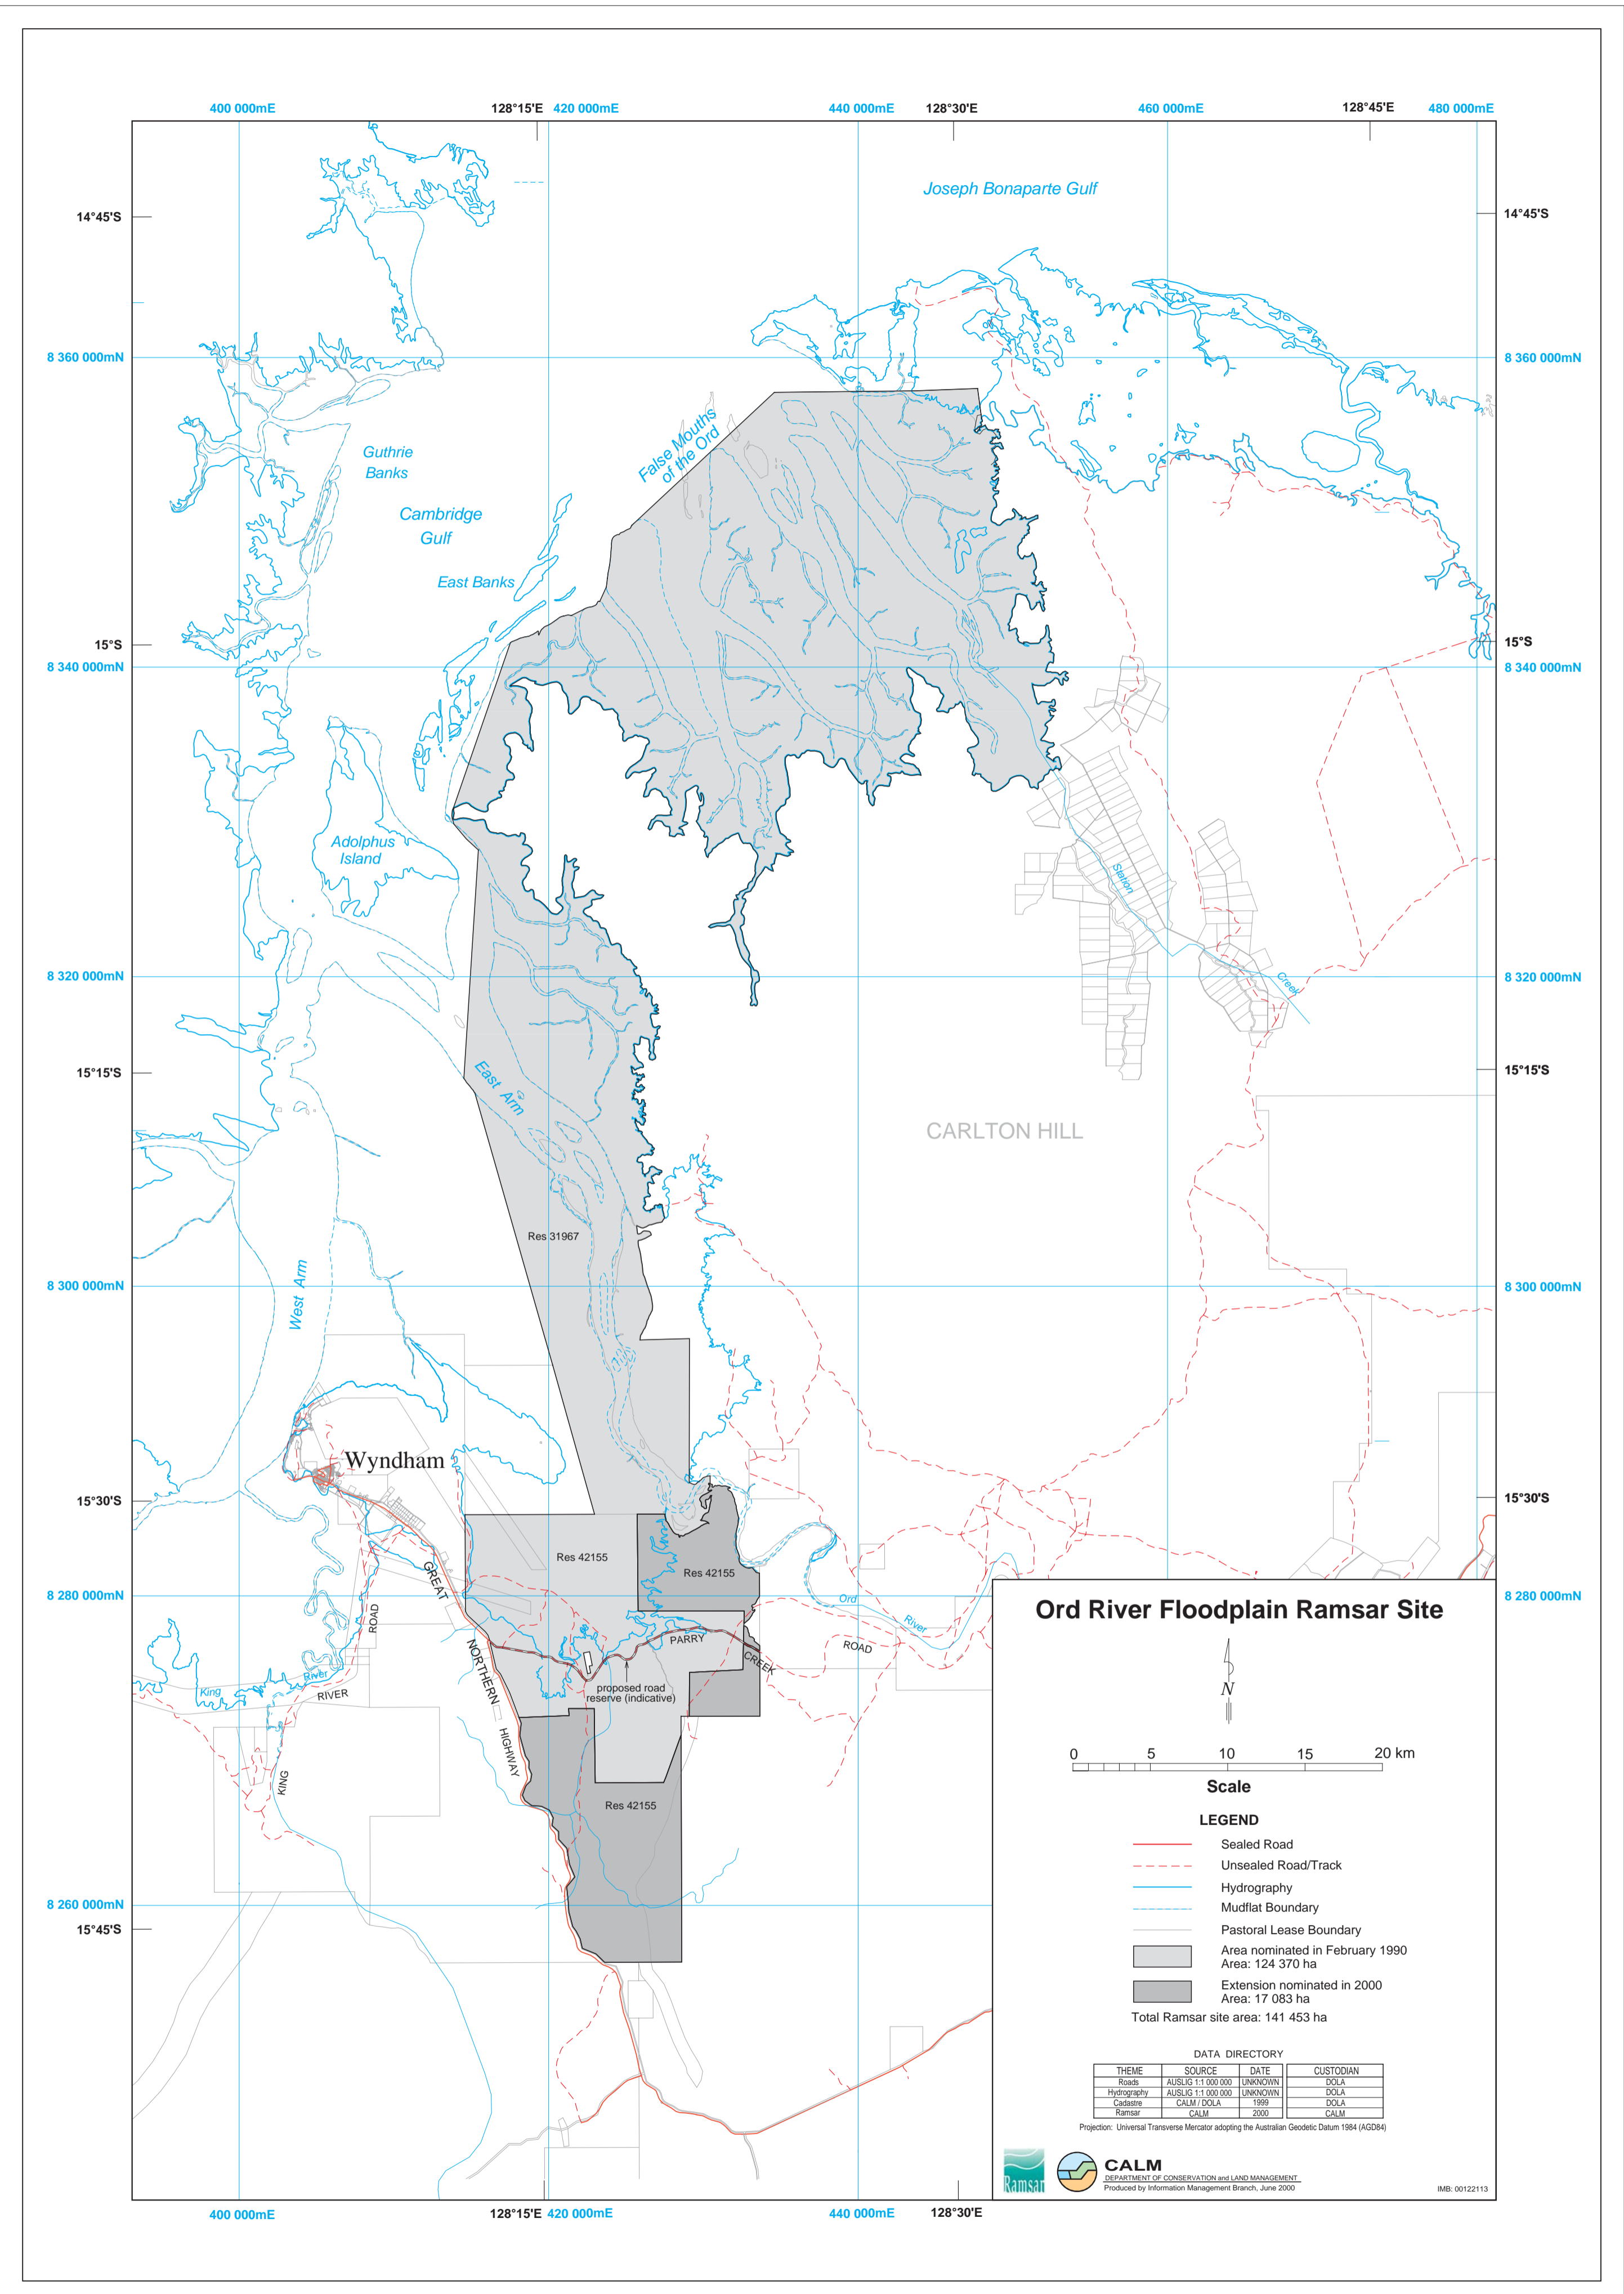 400 000mE
128°15'E
420 000mE
440 000mE
128°30'E
460 000mE
128°45'E
480 000mE
Joseph Bonaparte Gulf
14°45'S
14°45'S
8 360 000mN
8 360 000mN
False Mouths
of the Ord
Guthrie
Banks
Cambridge
Gulf
East Banks
15°S
15°S
8 340 000mN
8 340 000mN
Adolphus
Island
Station
Creek
8 320 000mN
8 320 000mN
15°15'S
15°15'S
East Arm
CARLTON HILL
Res 31967
West Arm
8 300 000mN
8 300 000mN
Wyndham
15°30'S
15°30'S
Res 42155
Res 42155
GREAT
8 280 000mN
8 280 000mN
ROAD
Ord
River
PARRY
ROAD
CREEK
NORTHERN
proposed road
reserve (indicative)
King
River
RIVER
HIGHWAY
KING
Res 42155
8 260 000mN
15°45'S
Ord River Floodplain Ramsar Site
N
0 5 10 15 20 km
Scale
LEGEND
Sealed Road
Unsealed Road/Track
Hydrography
Mudflat Boundary
Pastoral Lease Boundary
Area nominated in February 1990
Area: 124 370 ha
Extension nominated in 2000
Area: 17 083 ha
Total Ramsar site area: 141 453 ha
DATA DIRECTORY
THEME SOURCE DATE CUSTODIAN
Roads AUSLIG 1:1 000 000 UNKNOWN DOLA
Hydrography AUSLIG 1:1 000 000 UNKNOWN DOLA
Cadastre CALM / DOLA 1999 DOLA
Ramsar CALM 2000 CALM
Projection: Universal Transverse Mercator adopting the Australian Geodetic Datum 1984 (AGD84)
Ramsar
CALM
DEPARTMENT OF CONSERVATION and LAND MANAGEMENT
Produced by Information Management Branch, June 2000
IMB: 00122113
400 000mE
128°15'E
420 000mE
440 000mE
128°30'E